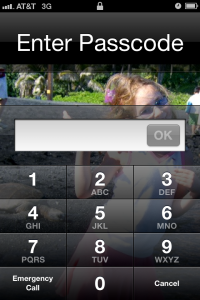 AT&T 3G
Enter Passcode
OK
1 2 ABC 3 DEF
4 GHI 5 JKL 6 MNO
7 PQRS 8 TUV 9 WXYZ
Emergency Call 0 Cancel